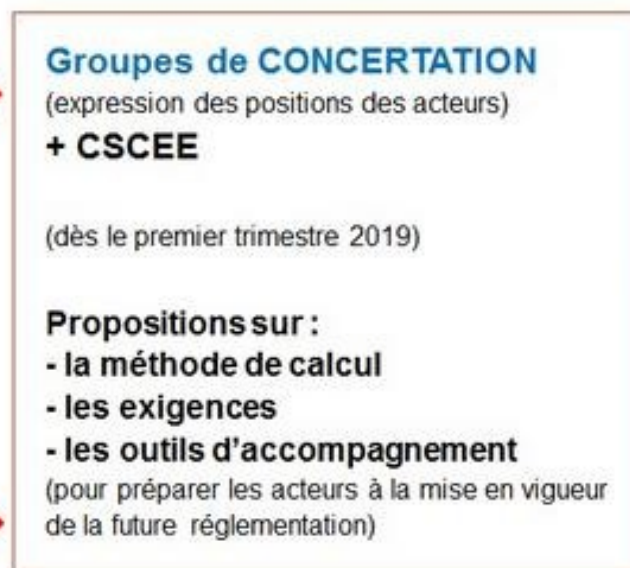 Groupes de CONCERTATION
(expression des positions des acteurs)
+ CSCEE
(dès le premier trimestre 2019)
Propositions sur :
- la méthode de calcul
- les exigences
- les outils d'accompagnement
(pour préparer les acteurs à la mise en vigueur
de la future réglementation)